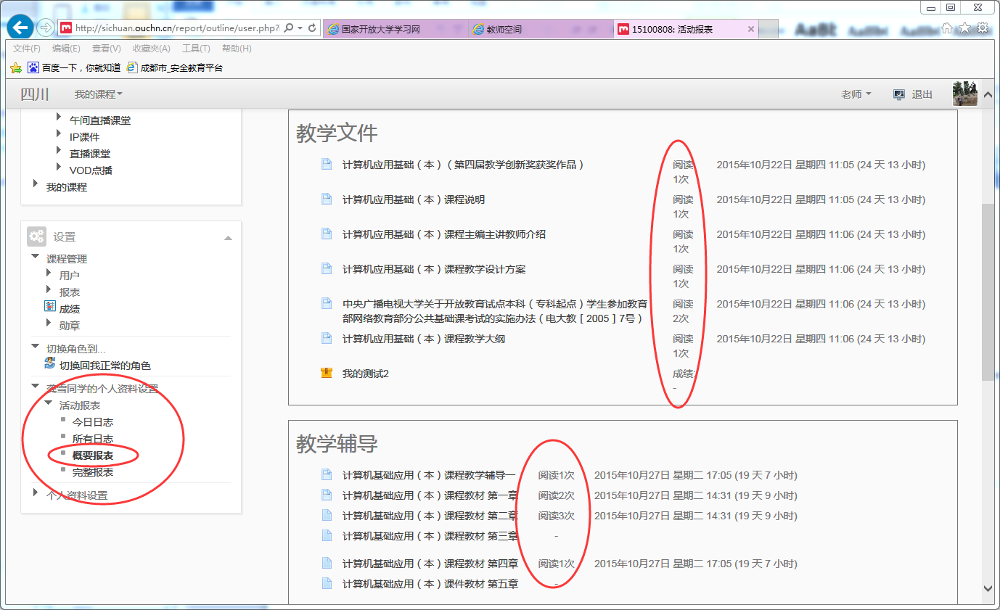 http://sichuan.ouchn.cn/report/outline/user.php?
国家开放大学学习网
教师空间
15100808: 活动报表
文件(F) 编辑(E) 查看(V) 收藏夹(A) 工具(T) 帮助(H)
百度一下，你就知道 成都市_安全教育平台
四川 我的课程 老师 退出
午间直播课堂
IP课件
直播课堂
VOD点播
我的课程
设置
课程管理
用户
报表
成绩
勋章
切换角色到...
切换回我正常的角色
龚雪同学的个人资料设置
活动报表
今日日志
所有日志
概要报表
完整报表
个人资料设置
教学文件
计算机应用基础（本）（第四届教学创新奖获奖作品） 阅读 2015年10月22日 星期四 11:05 (24 天 13 小时)
1次
计算机应用基础（本）课程说明 阅读 2015年10月22日 星期四 11:05 (24 天 13 小时)
1次
计算机应用基础（本）课程主编主讲教师介绍 阅读 2015年10月22日 星期四 11:06 (24 天 13 小时)
1次
计算机应用基础（本）课程教学设计方案 阅读 2015年10月22日 星期四 11:06 (24 天 13 小时)
1次
中央广播电视大学关于开放教育试点本科（专科起点）学生参加教育 阅读 2015年10月22日 星期四 11:06 (24 天 13 小时)
部网络教育部分公共基础课考试的实施办法（电大教［2005］7号） 2次
计算机应用基础（本）课程教学大纲 阅读 2015年10月22日 星期四 11:06 (24 天 13 小时)
1次
我的测试2 成绩:
-
教学辅导
计算机基础应用（本）课程教学辅导一 阅读1次 2015年10月27日 星期二 17:05 (19 天 7 小时)
计算机基础应用（本）课程教材 第一章 阅读2次 2015年10月27日 星期二 14:31 (19 天 9 小时)
计算机基础应用（本）课程教材 第二章 阅读3次 2015年10月27日 星期二 14:31 (19 天 9 小时)
计算机基础应用（本）课程教材 第三章 -
计算机基础应用（本）课程教材 第四章 阅读1次 2015年10月27日 星期二 17:05 (19 天 7 小时)
计算机基础应用（本）课件教材 第五章 -